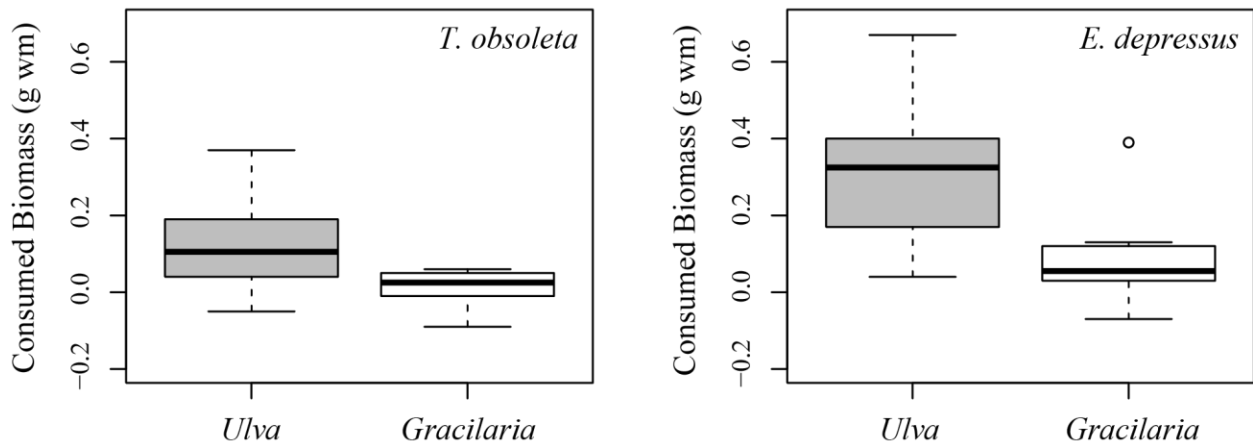 T. obsoleta
Consumed Biomass (g wm)
0.6
0.4
0.2
0.0
−0.2
Ulva
Gracilaria
E. depressus
Consumed Biomass (g wm)
0.6
0.4
0.2
0.0
−0.2
Ulva
Gracilaria